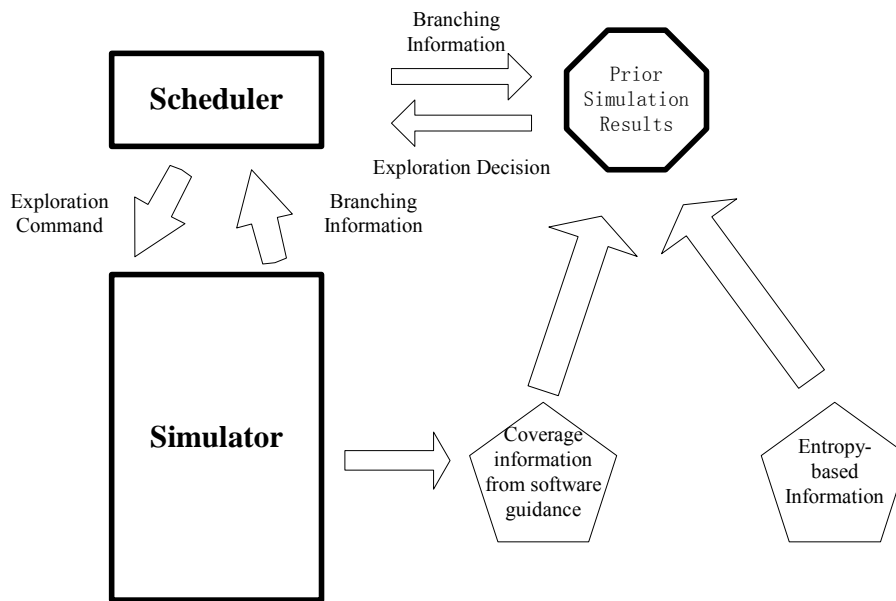 Branching
Information
Scheduler
Prior
Simulation
Results
Exploration Decision
Exploration
Command
Branching
Information
Simulator
Coverage
information
from software
guidance
Entropy-
based
Information